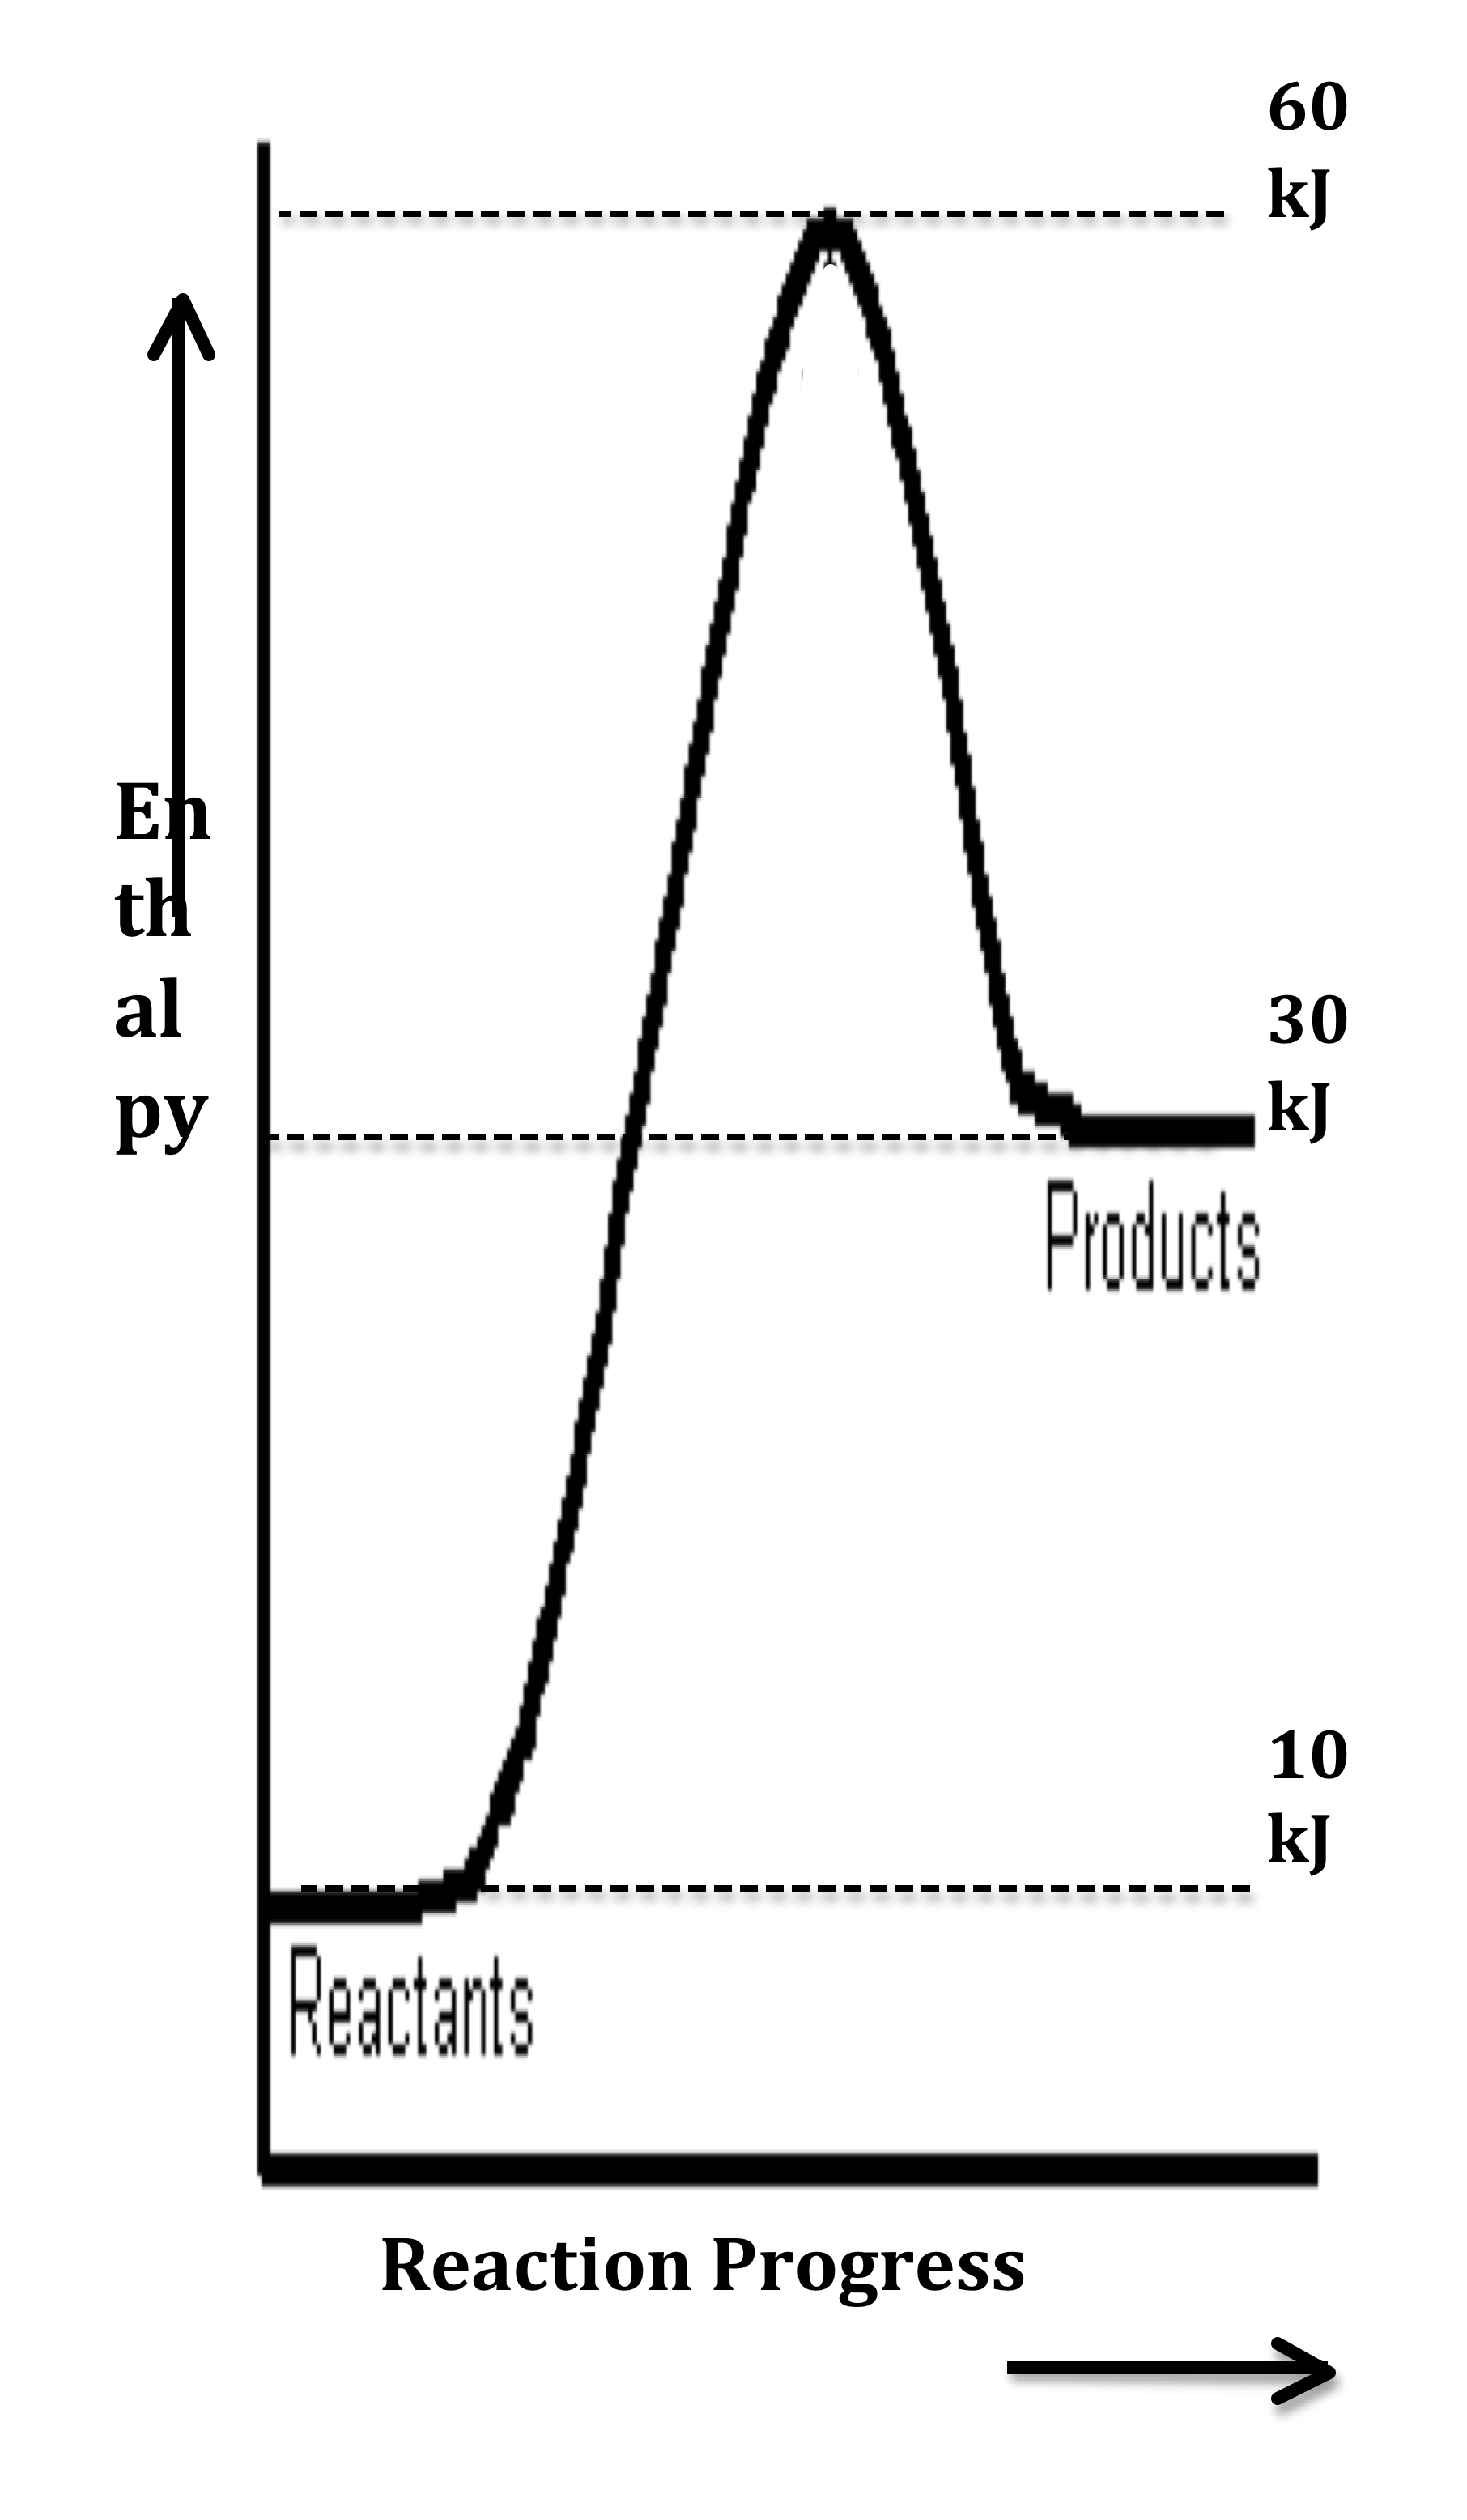 60
kJ
En
th
al
py
30
kJ
Products
10
kJ
Reactants
Reaction Progress